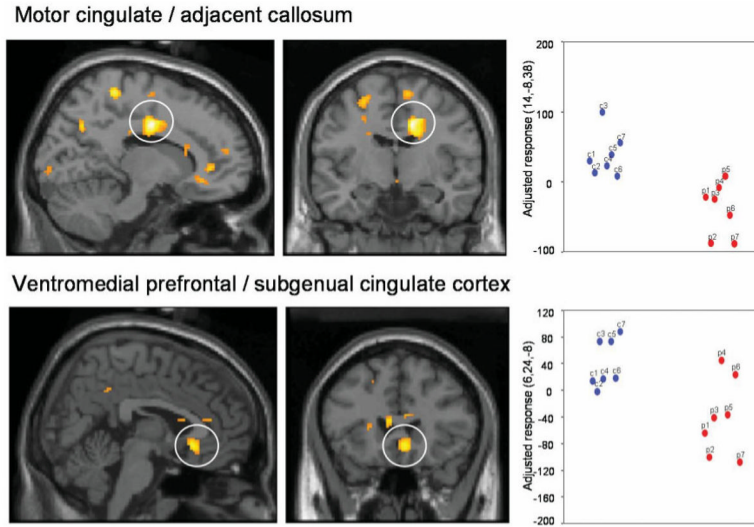 Motor cingulate / adjacent callosum
Adjusted response (14,-8,38)
200
100
0
-100
c3
c7
c5
c1
c4
c2
c6
p5
p4
p1
p3
p6
p2
p7
Ventromedial prefrontal / subgenual cingulate cortex
Adjusted response (6,24,-8)
120
80
40
0
-40
-80
-120
-160
-200
c7
c3
c5
c1
c4
c6
c2
p4
p6
p3
p5
p1
p2
p7